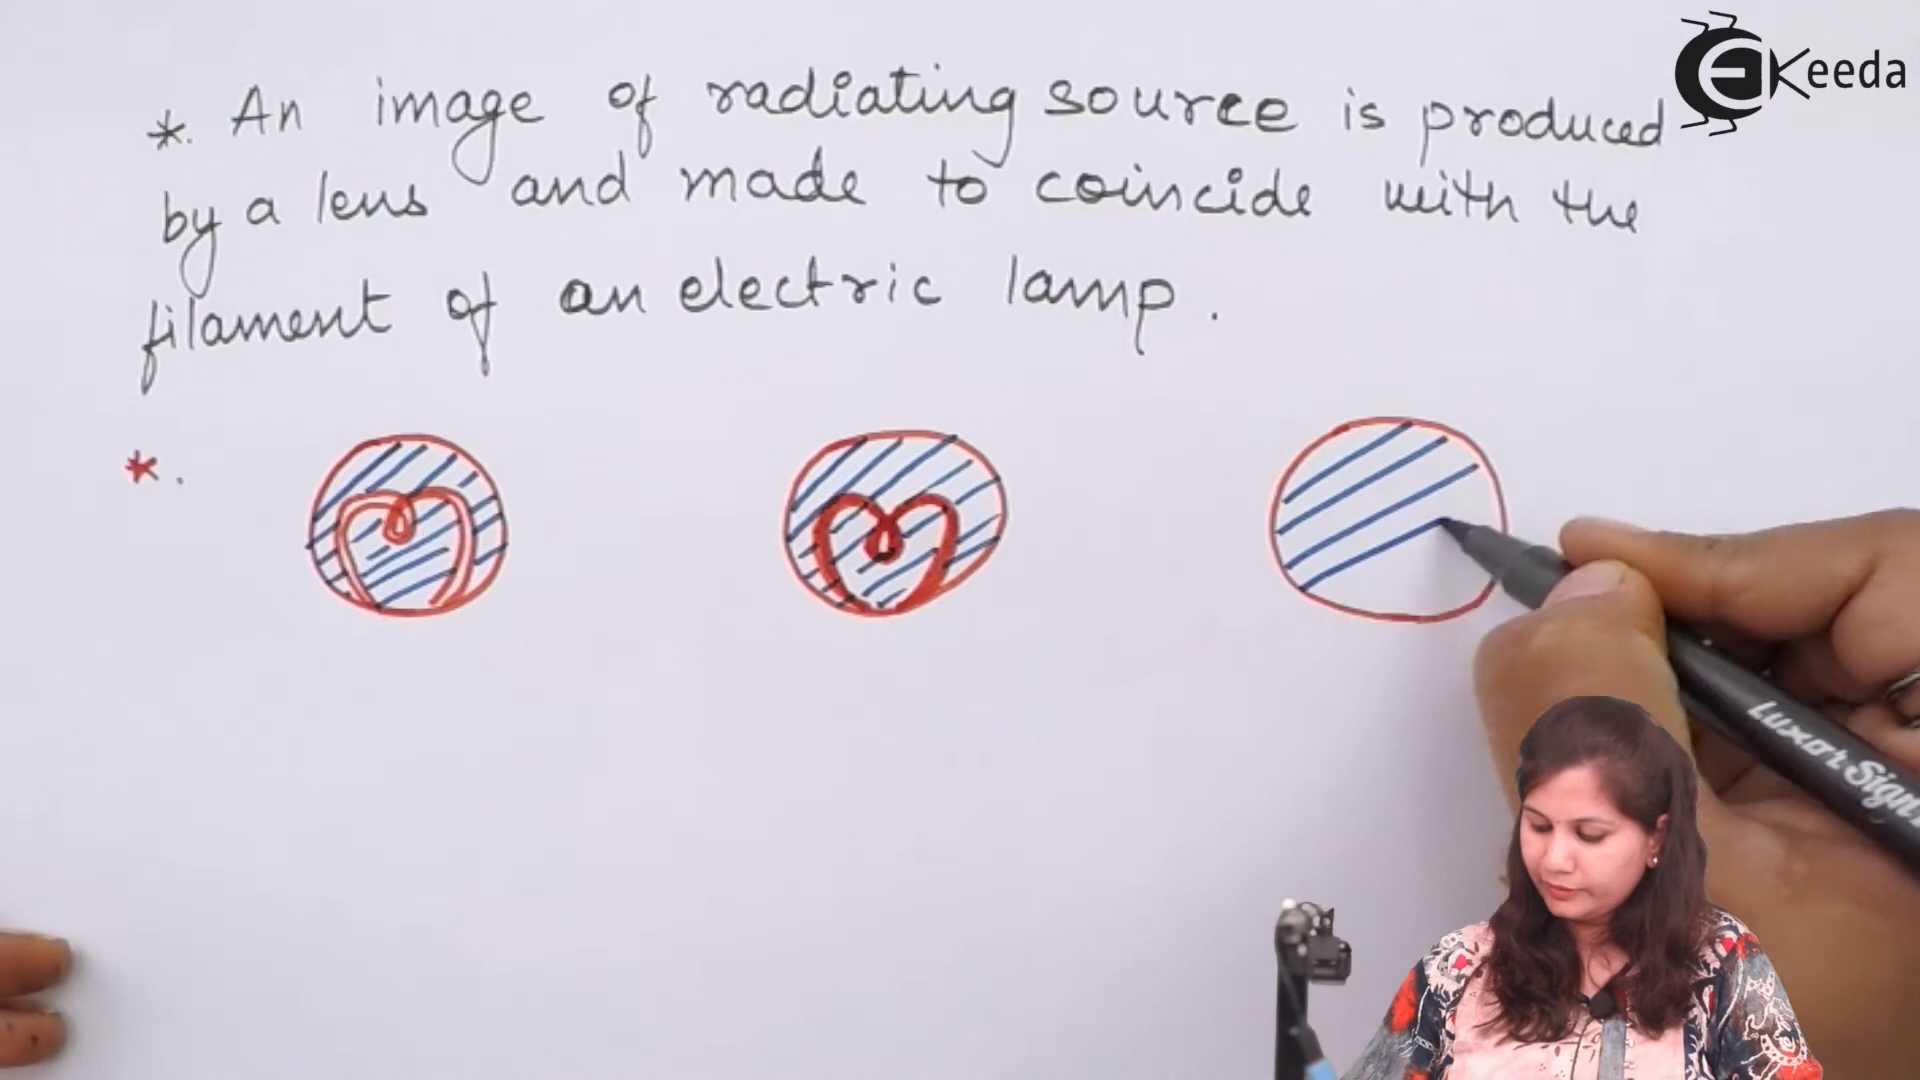 Keeda
*. An image of radiating source is produced
by a lens and made to coincide with the
filament of an electric lamp.
*.
Luxor Sign